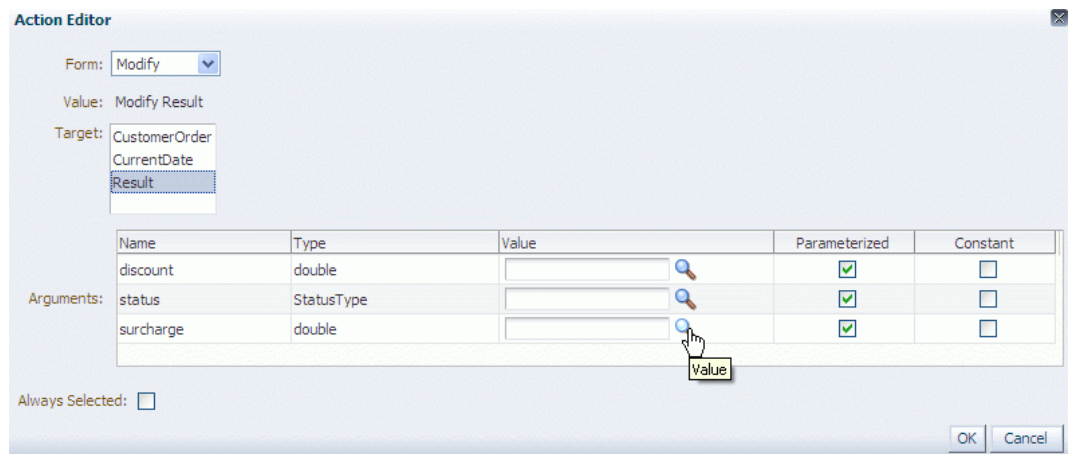 Action Editor
Form: Modify
Value: Modify Result
Target: CustomerOrder
CurrentDate
Result
Name Type Value Parameterized Constant
discount double
Arguments: status StatusType
surcharge double
Value
Always Selected:
OK Cancel